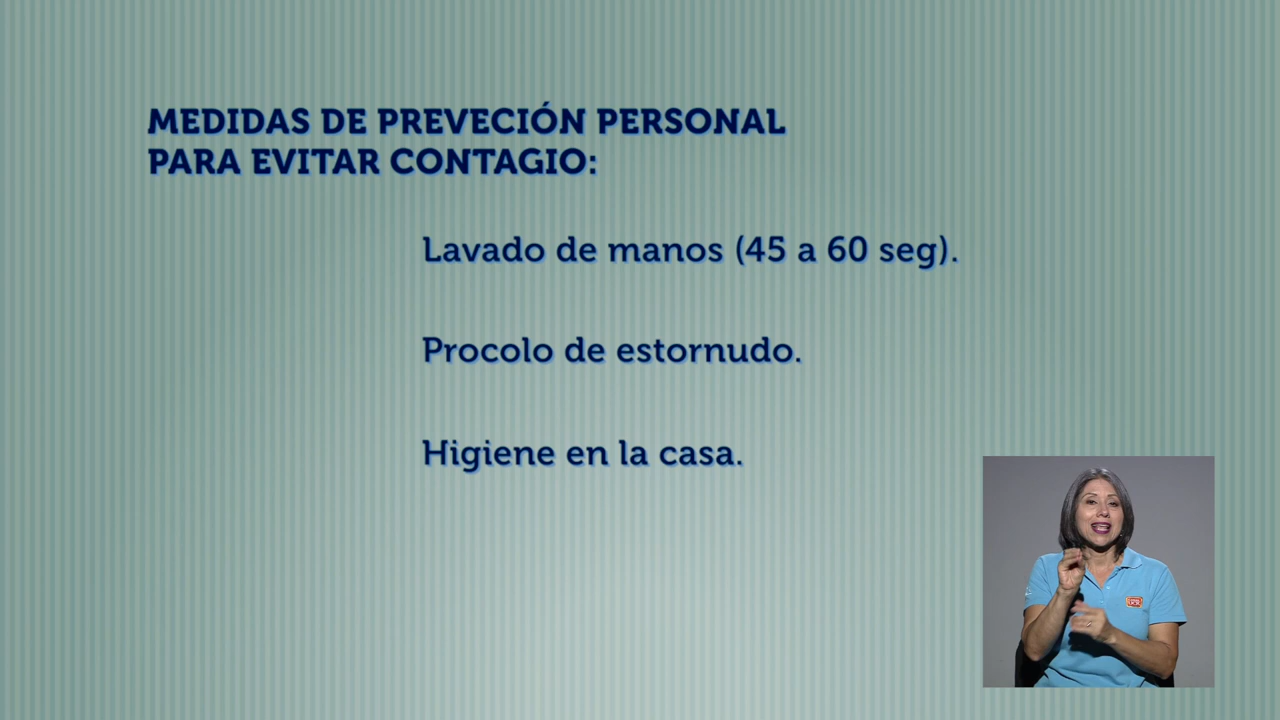 MEDIDAS DE PREVECIÓN PERSONAL
PARA EVITAR CONTAGIO:
Lavado de manos (45 a 60 seg).
Procolo de estornudo.
Higiene en la casa.